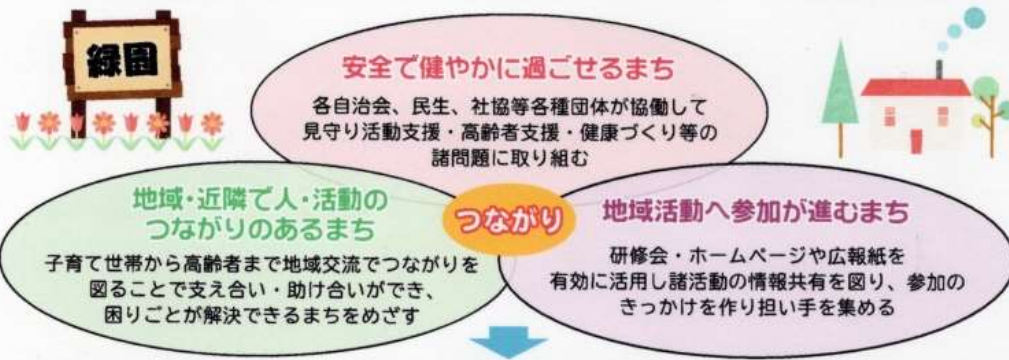 緑園
安全で健やかに過ごせるまち
各自治会、民生、社協等各種団体が協働して
見守り活動支援・高齢者支援・健康づくり等の
諸問題に取り組む
地域・近隣で人・活動の
つながりのあるまち
子育て世帯から高齢者まで地域交流でつながりを
図ることで支え合い・助け合いができ、
困りごとが解決できるまちをめざす
つながり
地域活動へ参加が進むまち
研修会・ホームページや広報紙を
有効に活用し諸活動の情報共有を図り、参加の
きっかけを作り担い手を集める